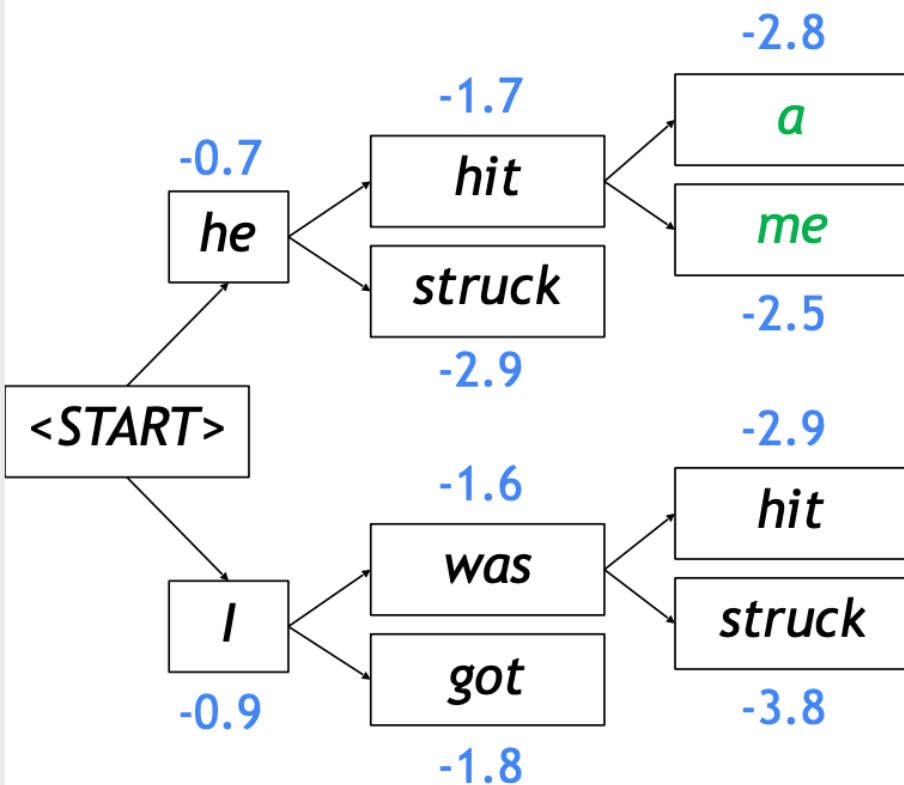 -2.8
-1.7
a
-0.7
hit
he
me
struck
-2.5
-2.9
<START>
-2.9
-1.6
hit
was
I
struck
got
-0.9
-3.8
-1.8